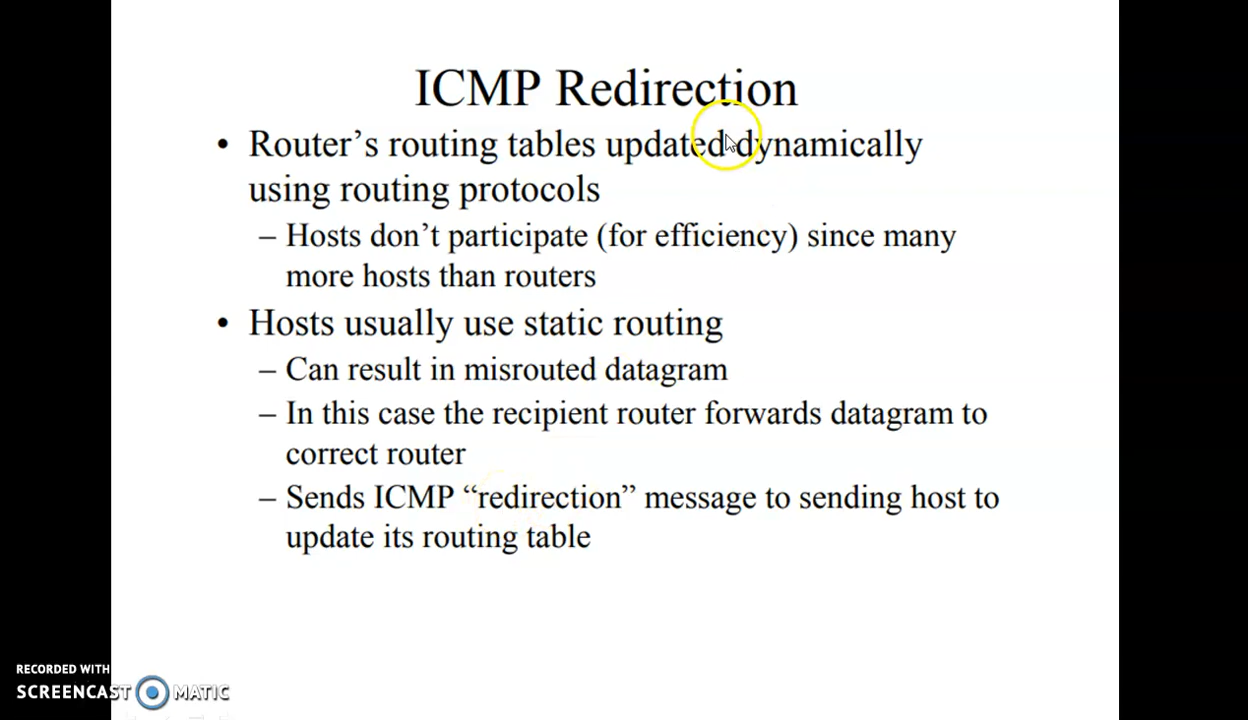 ICMP Redirection
• Router’s routing tables updated dynamically
using routing protocols
– Hosts don’t participate (for efficiency) since many
more hosts than routers
• Hosts usually use static routing
– Can result in misrouted datagram
– In this case the recipient router forwards datagram to
correct router
– Sends ICMP “redirection” message to sending host to
update its routing table
RECORDED WITH
SCREENCAST MATIC